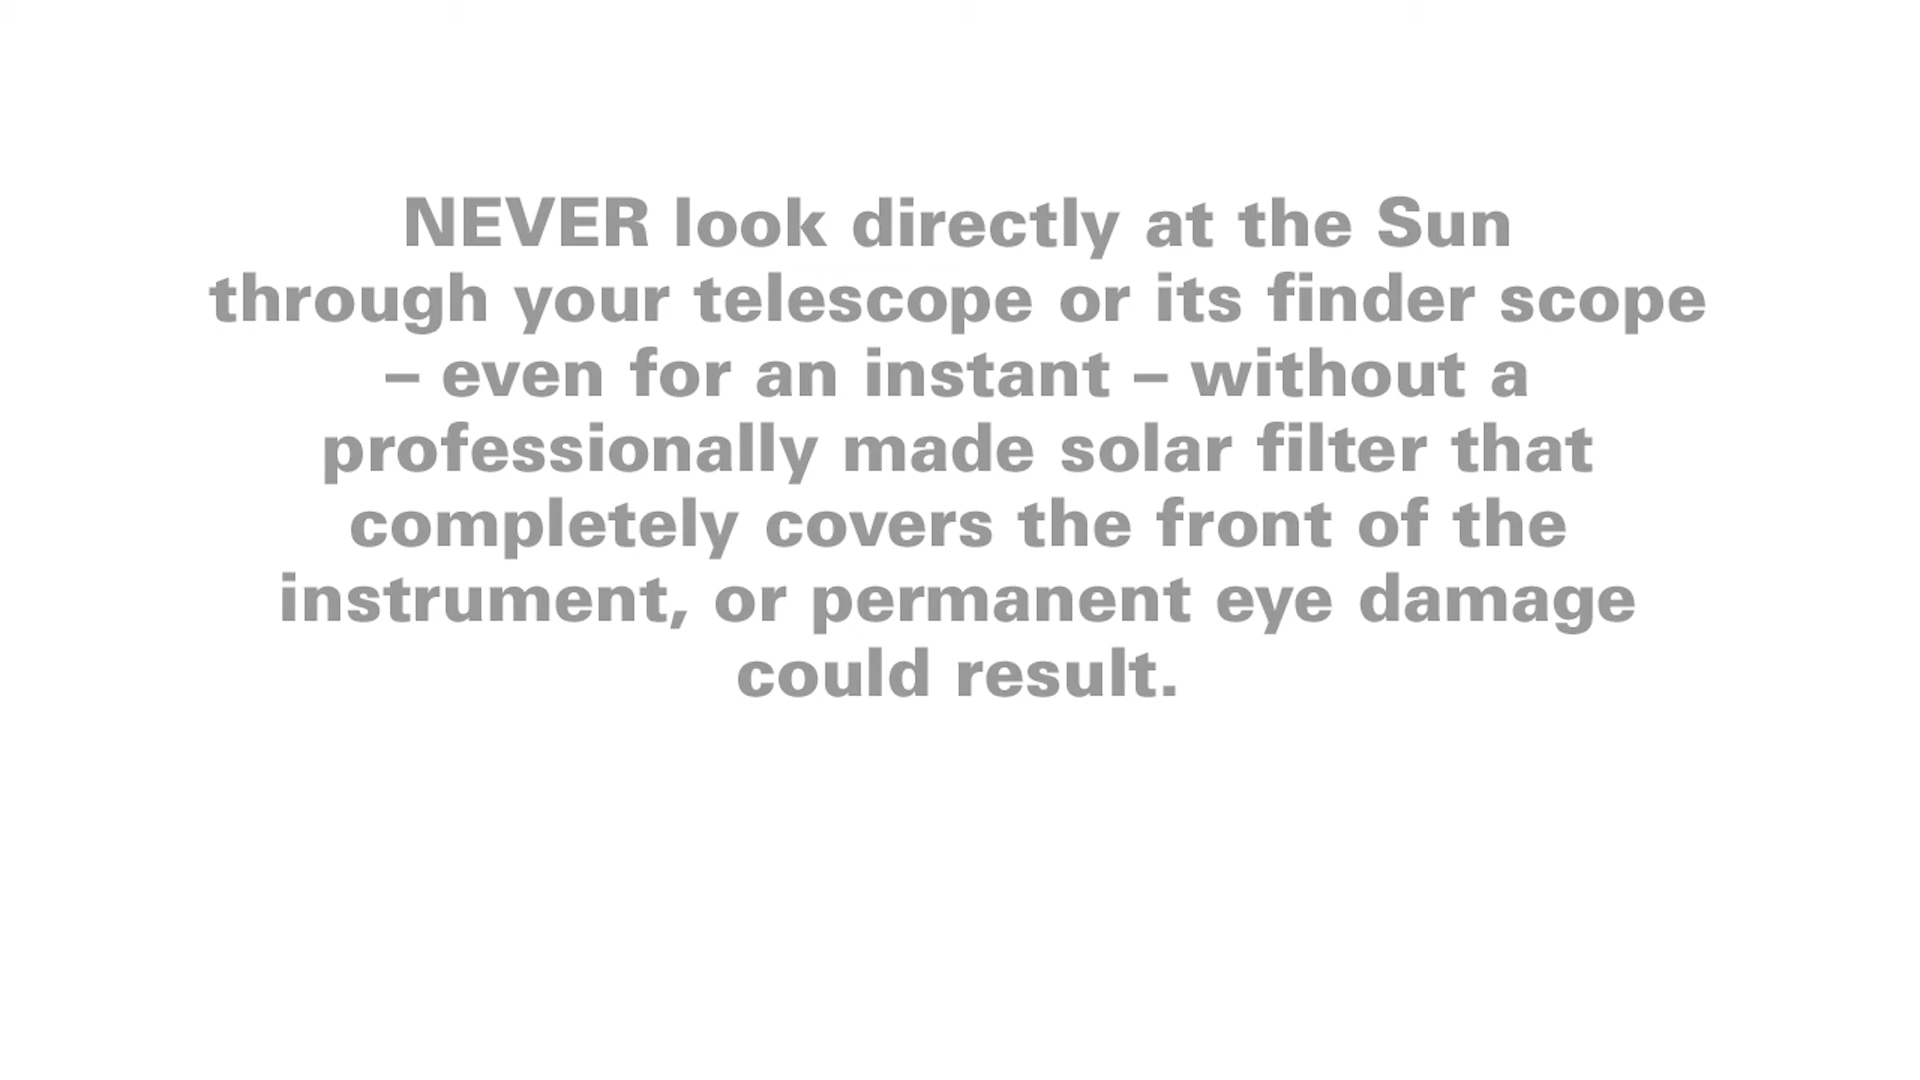 NEVER look directly at the Sun
through your telescope or its finder scope
– even for an instant – without a
professionally made solar filter that
completely covers the front of the
instrument, or permanent eye damage
could result.